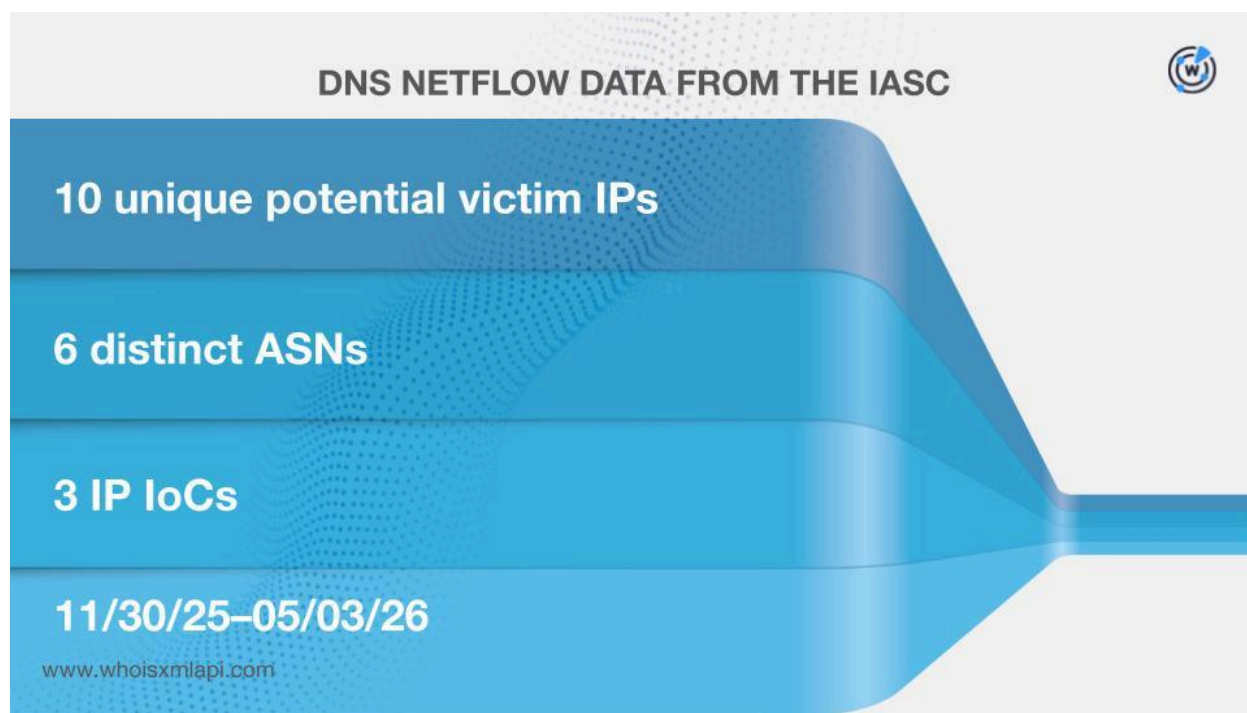 DNS NETFLOW DATA FROM THE IASC
W
10 unique potential victim IPs
6 distinct ASNs
3 IP IoCs
11/30/25–05/03/26
www.whoisxmlapi.com